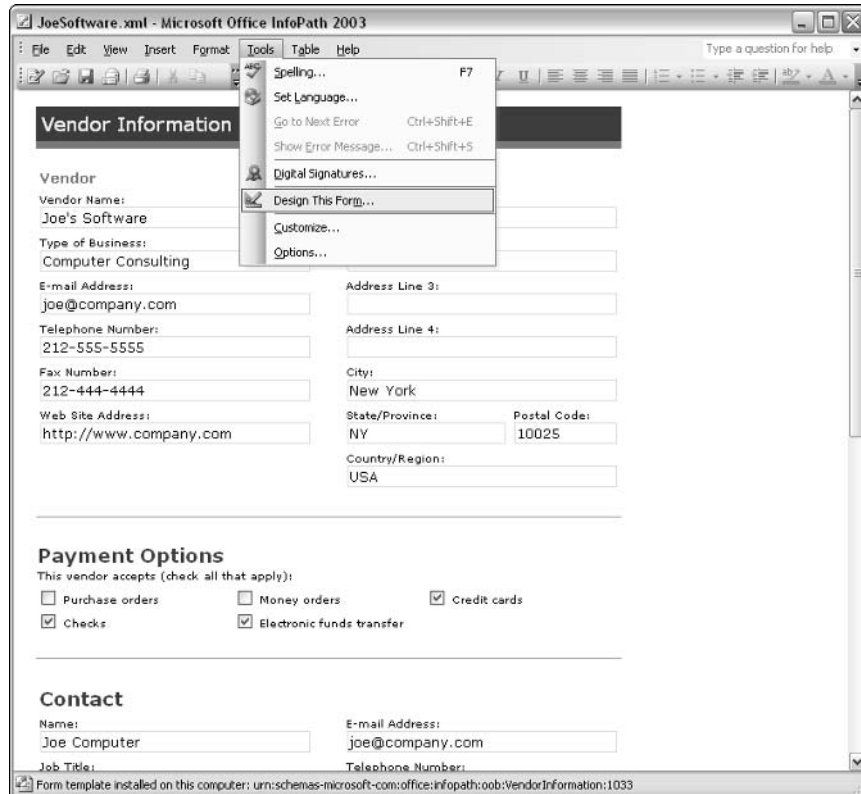 JoeSoftware.xml - Microsoft Office InfoPath 2003
File Edit View Insert Format Tools Table Help Type a question for help
Spelling... F7
Set Language...
Go to Next Error Ctrl+Shift+E
Show Error Message... Ctrl+Shift+S
Digital Signatures...
Design This Form...
Customize...
Options...
Vendor Information
Vendor
Vendor Name:
Joe's Software
Type of Business:
Computer Consulting
E-mail Address: Address Line 3:
joe@company.com
Telephone Number: Address Line 4:
212-555-5555
Fax Number: City:
212-444-4444 New York
Web Site Address: State/Province: Postal Code:
http://www.company.com NY 10025
Country/Region:
USA
Payment Options
This vendor accepts (check all that apply):
Purchase orders Money orders Credit cards
Checks Electronic funds transfer
Contact
Name: E-mail Address:
Joe Computer joe@company.com
Job Title: Telephone Number:
Form template installed on this computer: urn:schemas-microsoft-com:office:infopath:oob:VendorInformation:1033